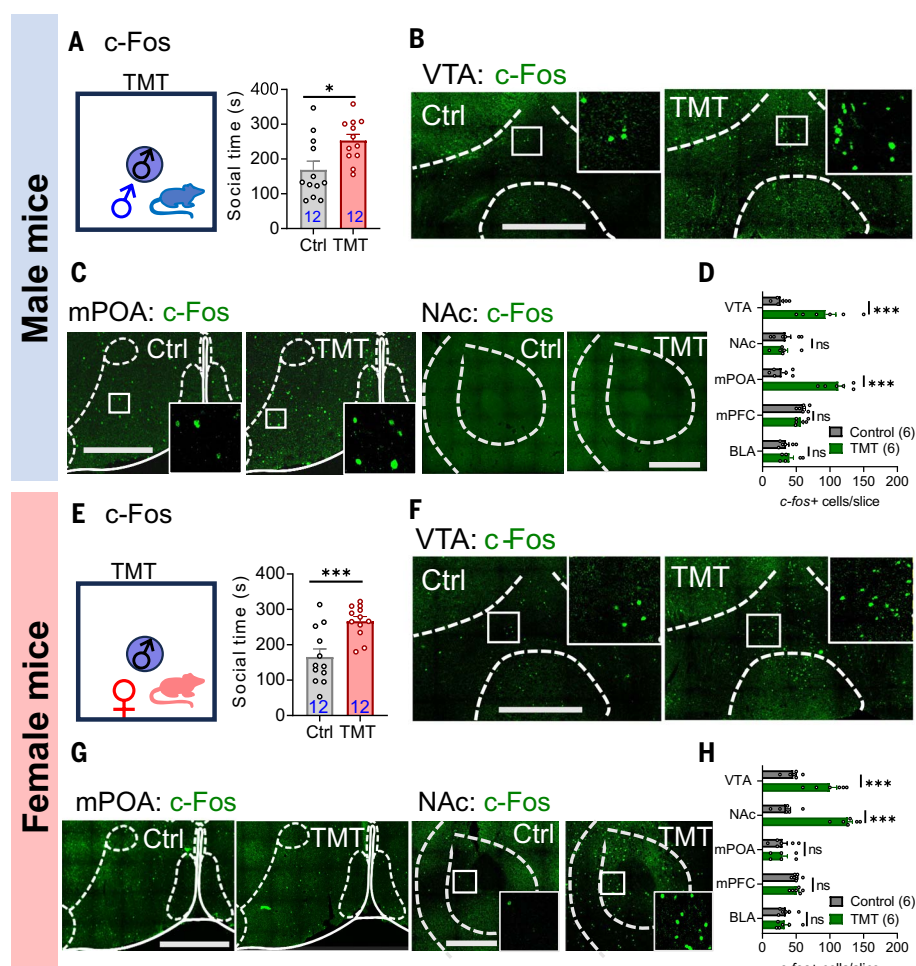 Male mice
A c-Fos
TMT
Social time (s)
400
300
200
100
0
*
12 12
Ctrl TMT
B
VTA: c-Fos
Ctrl
TMT
C
mPOA: c-Fos
Ctrl
TMT
NAc: c-Fos
Ctrl
TMT
D
VTA
***
NAc
ns
mPOA
***
mPFC
ns
BLA
ns
Control (6)
TMT (6)
0 50 100 150 200
c-fos+ cells/slice
Female mice
E c-Fos
TMT
Social time (s)
400
300
200
100
0
***
12 12
Ctrl TMT
F
VTA: c-Fos
Ctrl
TMT
G
mPOA: c-Fos
Ctrl
TMT
NAc: c-Fos
Ctrl
TMT
H
VTA
***
NAc
***
mPOA
ns
mPFC
ns
BLA
ns
Control (6)
TMT (6)
0 50 100 150 200
c-fos+ cells/slice